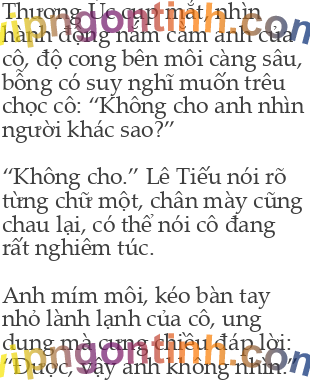 Thượng Úc cụp mắt, nhìn
hành động nắm cằm anh của
cô, độ cong bên môi càng sâu,
bỗng có suy nghĩ muốn trêu
chọc cô: “Không cho anh nhìn
người khác sao?”
“Không cho.” Lê Tiếu nói rõ
từng chữ một, chân mày cũng
chau lại, có thể nói cô đang
rất nghiêm túc.
Anh mím môi, kéo bàn tay
nhỏ lành lạnh của cô, ung
dung mà cưng chiều đáp lời:
“Được, vậy anh không nhìn.”
vipngontinh.com
vipngontinh.com